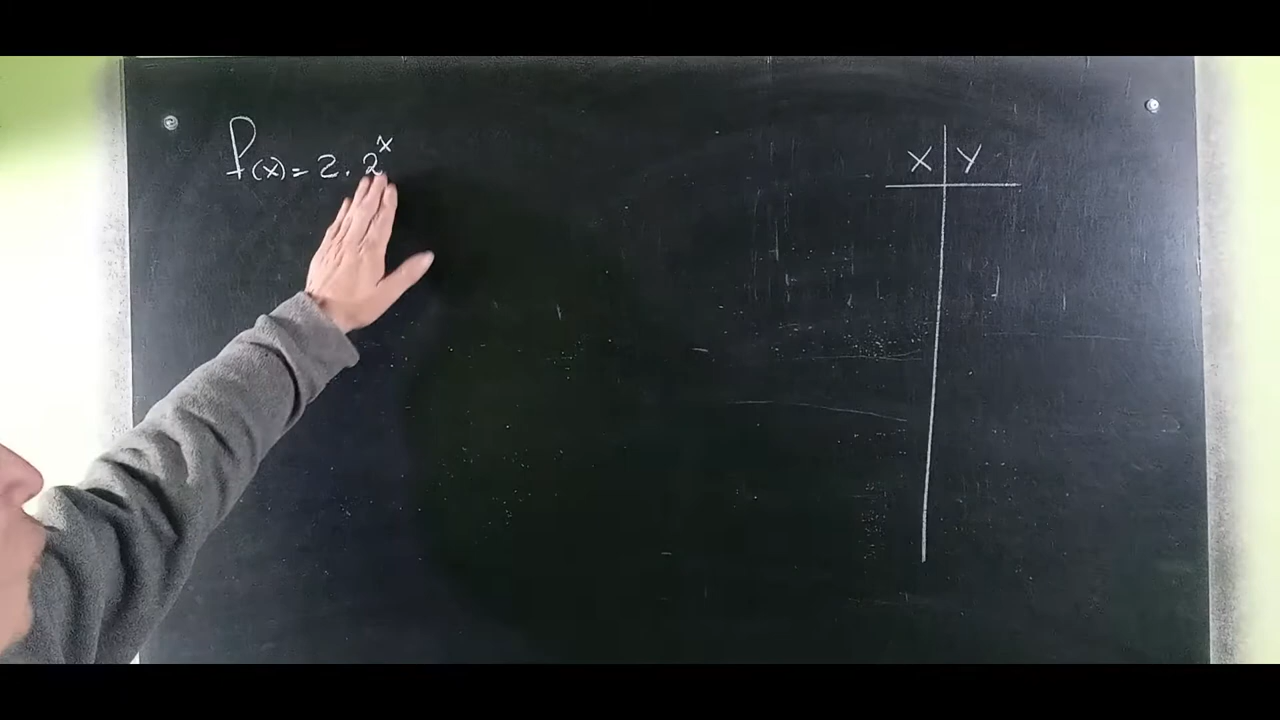 f(x) = 2 · 2^x
X Y